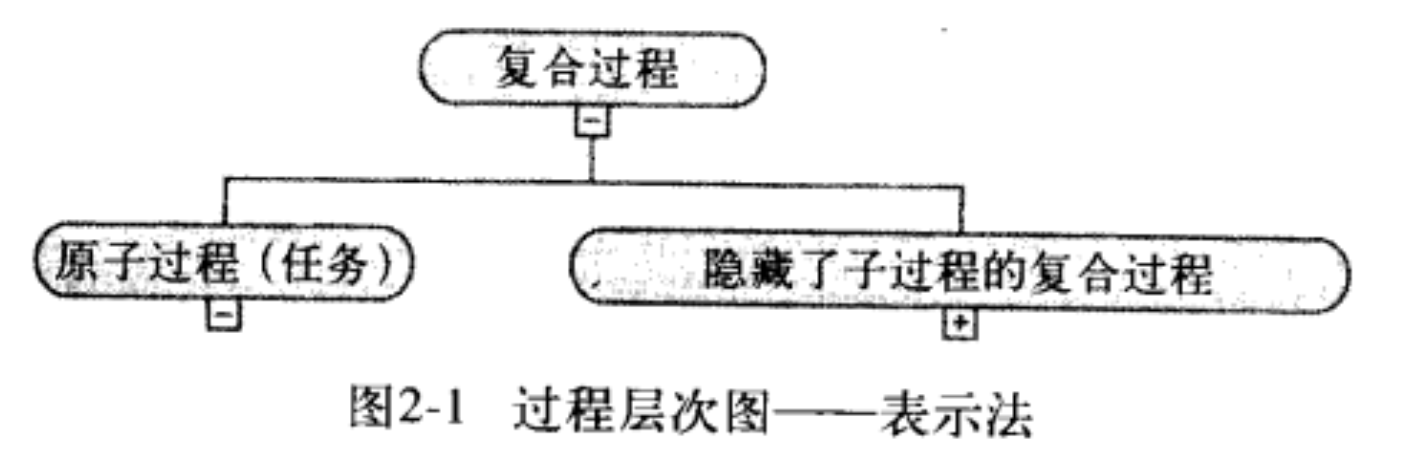 复合过程
-
原子过程（任务）
隐藏了子过程的复合过程
-
+
图2-1 过程层次图——表示法